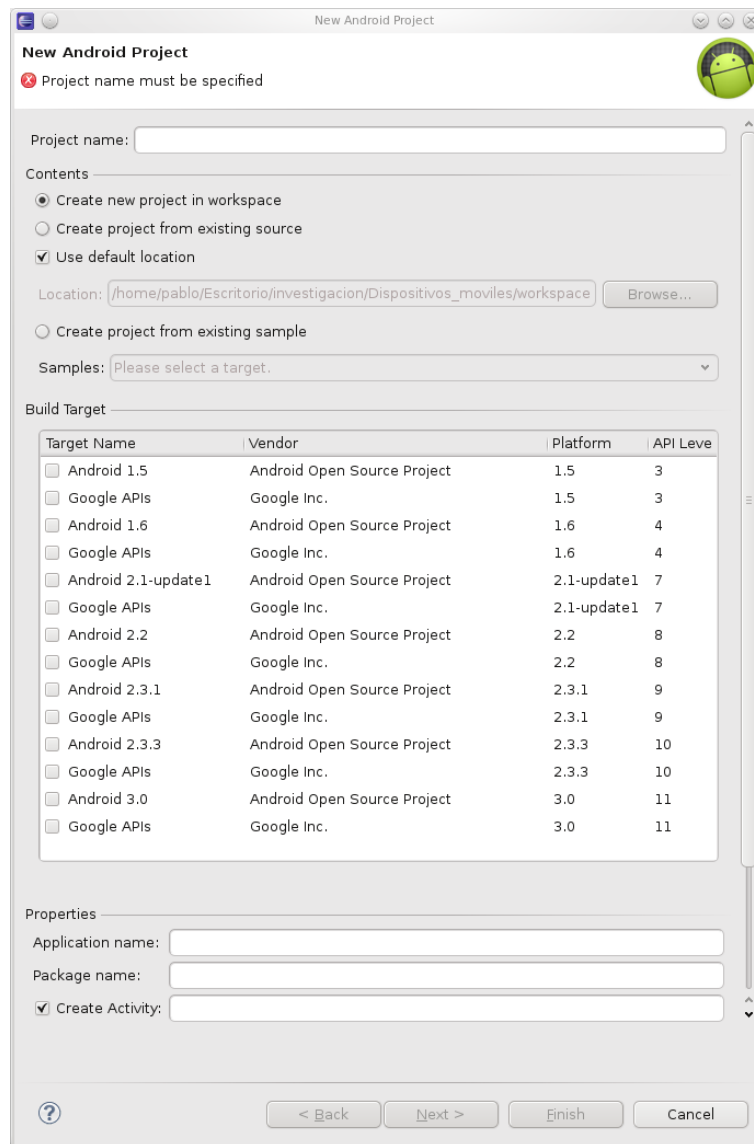 New Android Project
New Android Project
Project name must be specified
Project name:
Contents
Create new project in workspace
Create project from existing source
Use default location
Location: /home/pablo/Escritorio/investigacion/Dispositivos_moviles/workspace Browse...
Create project from existing sample
Samples: Please select a target.
Build Target
Target Name Vendor Platform API Leve
Android 1.5 Android Open Source Project 1.5 3
Google APIs Google Inc. 1.5 3
Android 1.6 Android Open Source Project 1.6 4
Google APIs Google Inc. 1.6 4
Android 2.1-update1 Android Open Source Project 2.1-update1 7
Google APIs Google Inc. 2.1-update1 7
Android 2.2 Android Open Source Project 2.2 8
Google APIs Google Inc. 2.2 8
Android 2.3.1 Android Open Source Project 2.3.1 9
Google APIs Google Inc. 2.3.1 9
Android 2.3.3 Android Open Source Project 2.3.3 10
Google APIs Google Inc. 2.3.3 10
Android 3.0 Android Open Source Project 3.0 11
Google APIs Google Inc. 3.0 11
Properties
Application name:
Package name:
Create Activity:
? < Back Next > Finish Cancel